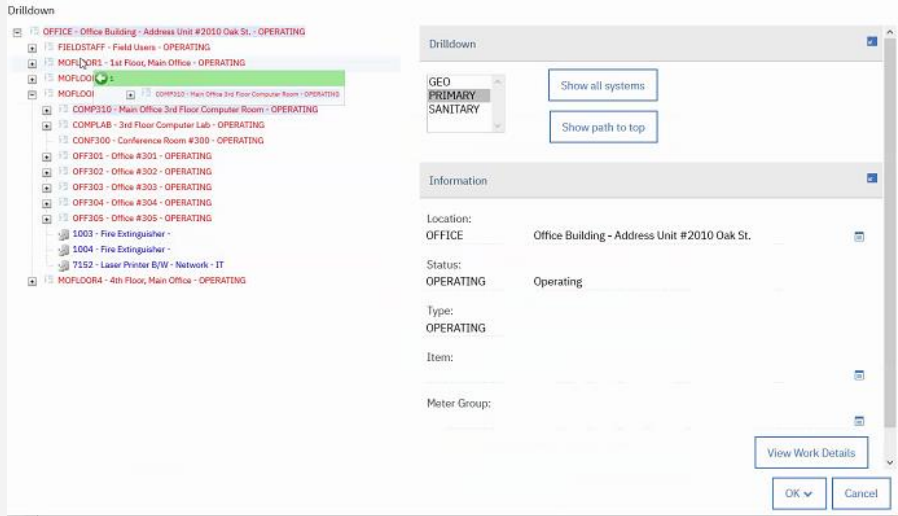 Drilldown
OFFICE - Office Building - Address Unit #2010 Oak St. - OPERATING
FIELDSTAFF - Field Users - OPERATING
MOFLOOR1 - 1st Floor, Main Office - OPERATING
MOFLOOR
1
MOFLOOR
COMP310 - Main Office 3rd Floor Computer Room - OPERATING
COMP310 - Main Office 3rd Floor Computer Room - OPERATING
COMPLAB - 3rd Floor Computer Lab - OPERATING
CONF300 - Conference Room #300 - OPERATING
OFF301 - Office #301 - OPERATING
OFF302 - Office #302 - OPERATING
OFF303 - Office #303 - OPERATING
OFF304 - Office #304 - OPERATING
OFF305 - Office #305 - OPERATING
1003 - Fire Extinguisher -
1004 - Fire Extinguisher -
7152 - Laser Printer B/W - Network - IT
MOFLOOR4 - 4th Floor, Main Office - OPERATING
Drilldown
GEO
PRIMARY
SANITARY
Show all systems
Show path to top
Information
Location:
OFFICE Office Building - Address Unit #2010 Oak St.
Status:
OPERATING Operating
Type:
OPERATING
Item:
Meter Group:
View Work Details
OK
Cancel